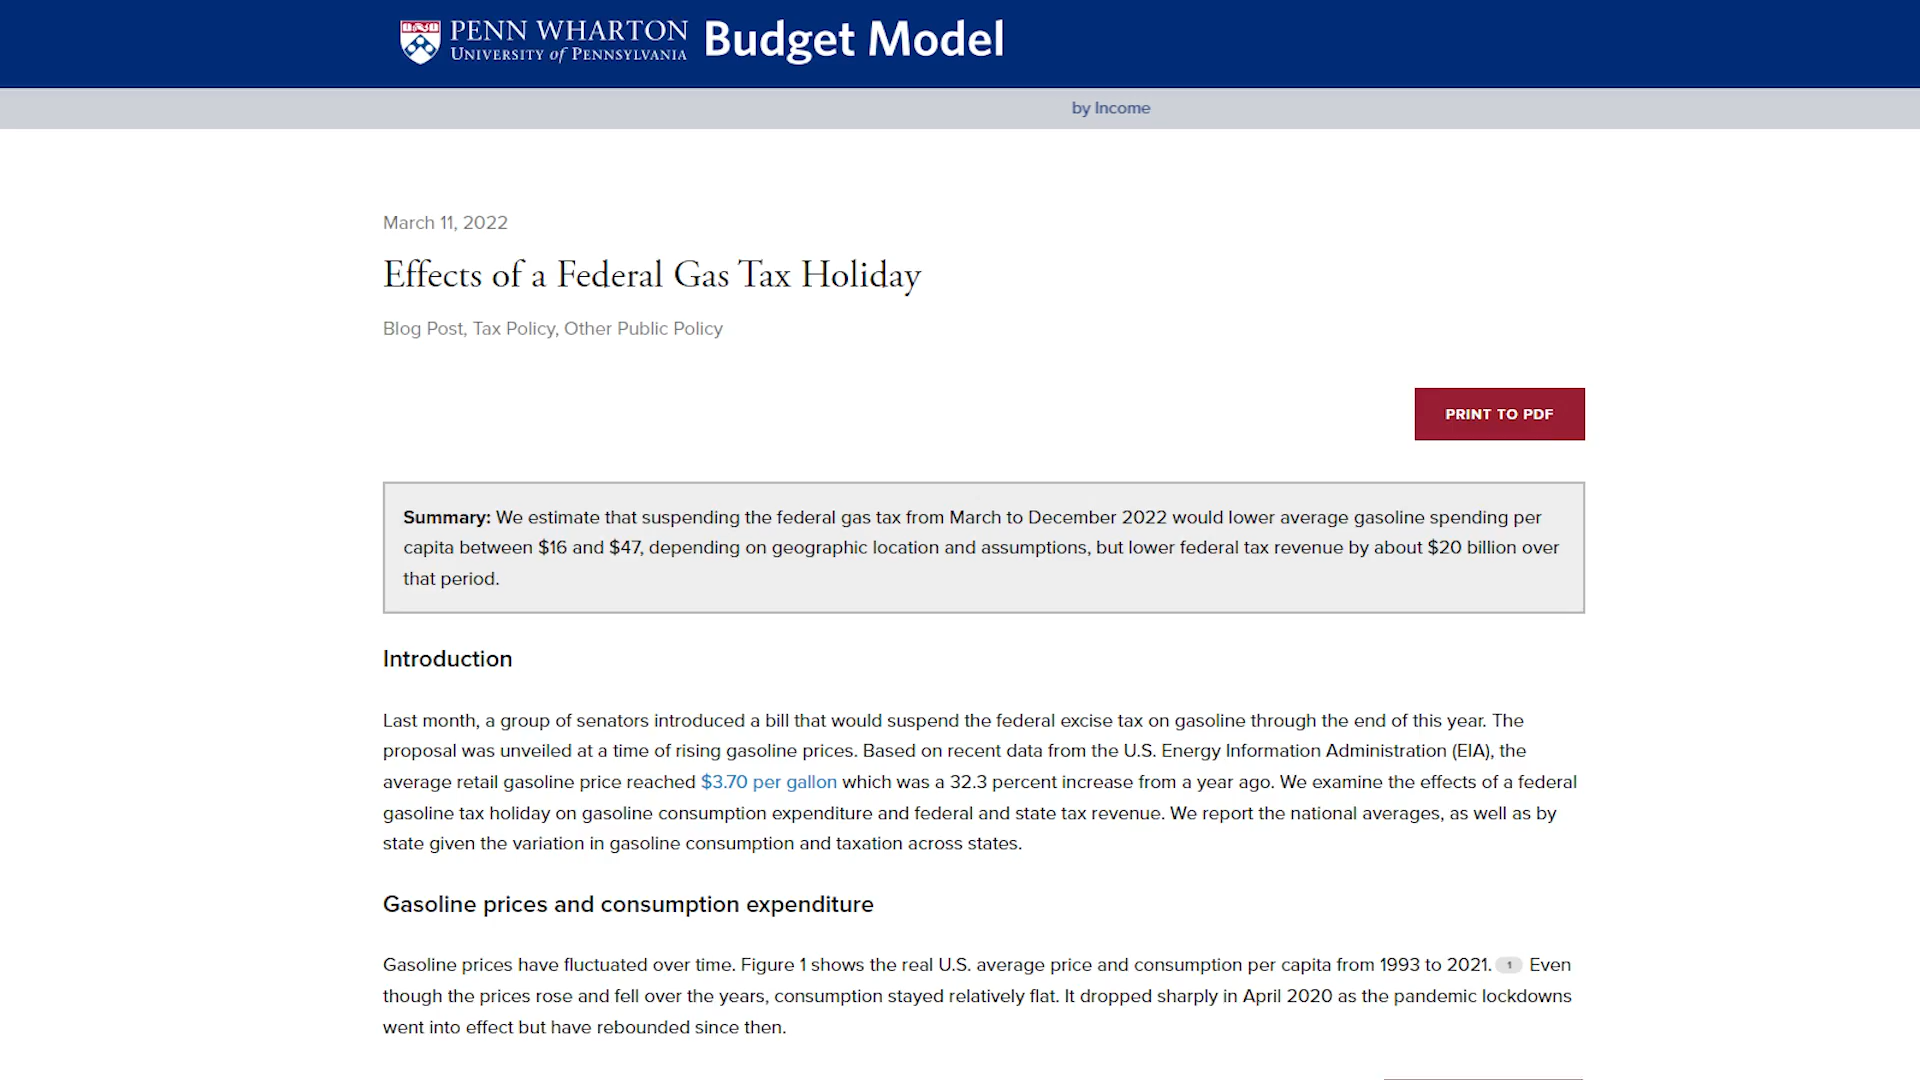 PENN WHARTON
UNIVERSITY of PENNSYLVANIA
Budget Model
by Income
March 11, 2022
Effects of a Federal Gas Tax Holiday
Blog Post, Tax Policy, Other Public Policy
PRINT TO PDF
Summary: We estimate that suspending the federal gas tax from March to December 2022 would lower average gasoline spending per
capita between $16 and $47, depending on geographic location and assumptions, but lower federal tax revenue by about $20 billion over
that period.
Introduction
Last month, a group of senators introduced a bill that would suspend the federal excise tax on gasoline through the end of this year. The
proposal was unveiled at a time of rising gasoline prices. Based on recent data from the U.S. Energy Information Administration (EIA), the
average retail gasoline price reached $3.70 per gallon which was a 32.3 percent increase from a year ago. We examine the effects of a federal
gasoline tax holiday on gasoline consumption expenditure and federal and state tax revenue. We report the national averages, as well as by
state given the variation in gasoline consumption and taxation across states.
Gasoline prices and consumption expenditure
Gasoline prices have fluctuated over time. Figure 1 shows the real U.S. average price and consumption per capita from 1993 to 2021. 1 Even
though the prices rose and fell over the years, consumption stayed relatively flat. It dropped sharply in April 2020 as the pandemic lockdowns
went into effect but have rebounded since then.